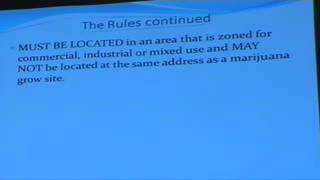 The Rules continued
• MUST BE LOCATED in an area that is zoned for
commercial, industrial or mixed use and MAY
NOT be located at the same address as a marijuana
grow site.